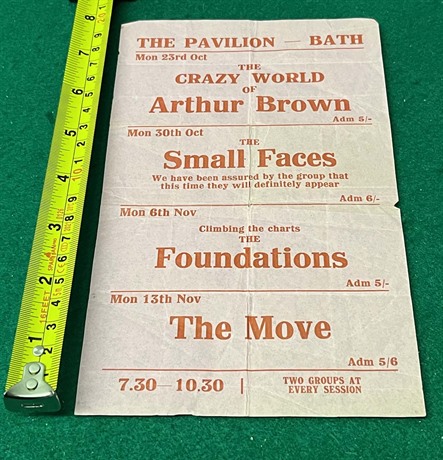 THE PAVILION — BATH
Mon 23rd Oct
THE
CRAZY WORLD
OF
Arthur Brown
Adm 5/-
Mon 30th Oct
THE
Small Faces
We have been assured by the group that
this time they will definitely appear
Adm 6/-
Mon 6th Nov
Climbing the charts
THE
Foundations
Adm 5/-
Mon 13th Nov
The Move
Adm 5/6
7.30—10.30 | TWO GROUPS AT
EVERY SESSION
16FEET